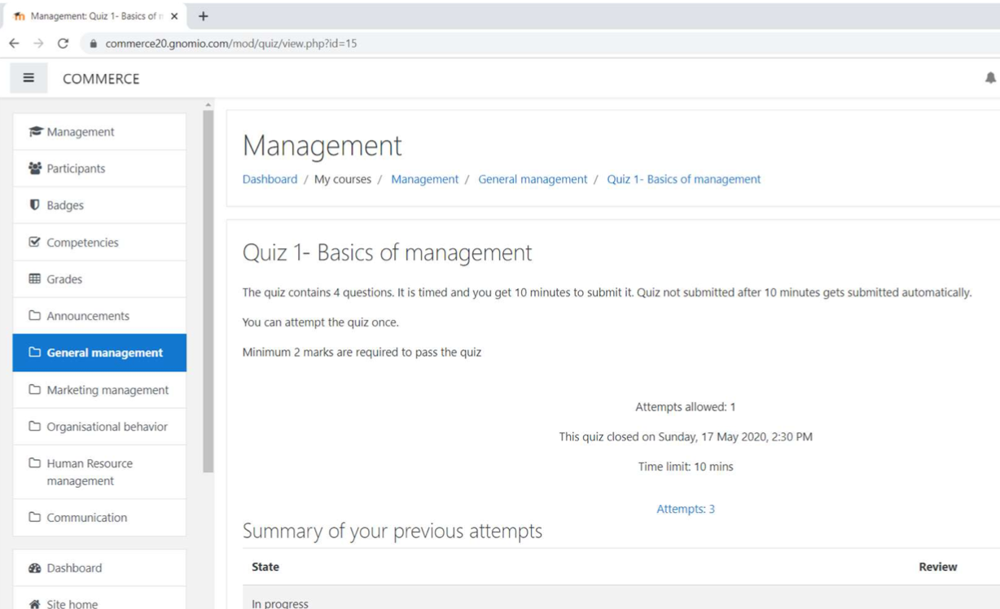 Management: Quiz 1- Basics of
commerce20.gnomio.com/mod/quiz/view.php?id=15
COMMERCE
Management
Participants
Badges
Competencies
Grades
Announcements
General management
Marketing management
Organisational behavior
Human Resource
management
Communication
Dashboard
Site home
Management
Dashboard / My courses / Management / General management / Quiz 1- Basics of management
Quiz 1- Basics of management
The quiz contains 4 questions. It is timed and you get 10 minutes to submit it. Quiz not submitted after 10 minutes gets submitted automatically.
You can attempt the quiz once.
Minimum 2 marks are required to pass the quiz
Attempts allowed: 1
This quiz closed on Sunday, 17 May 2020, 2:30 PM
Time limit: 10 mins
Attempts: 3
Summary of your previous attempts
State Review
In progress